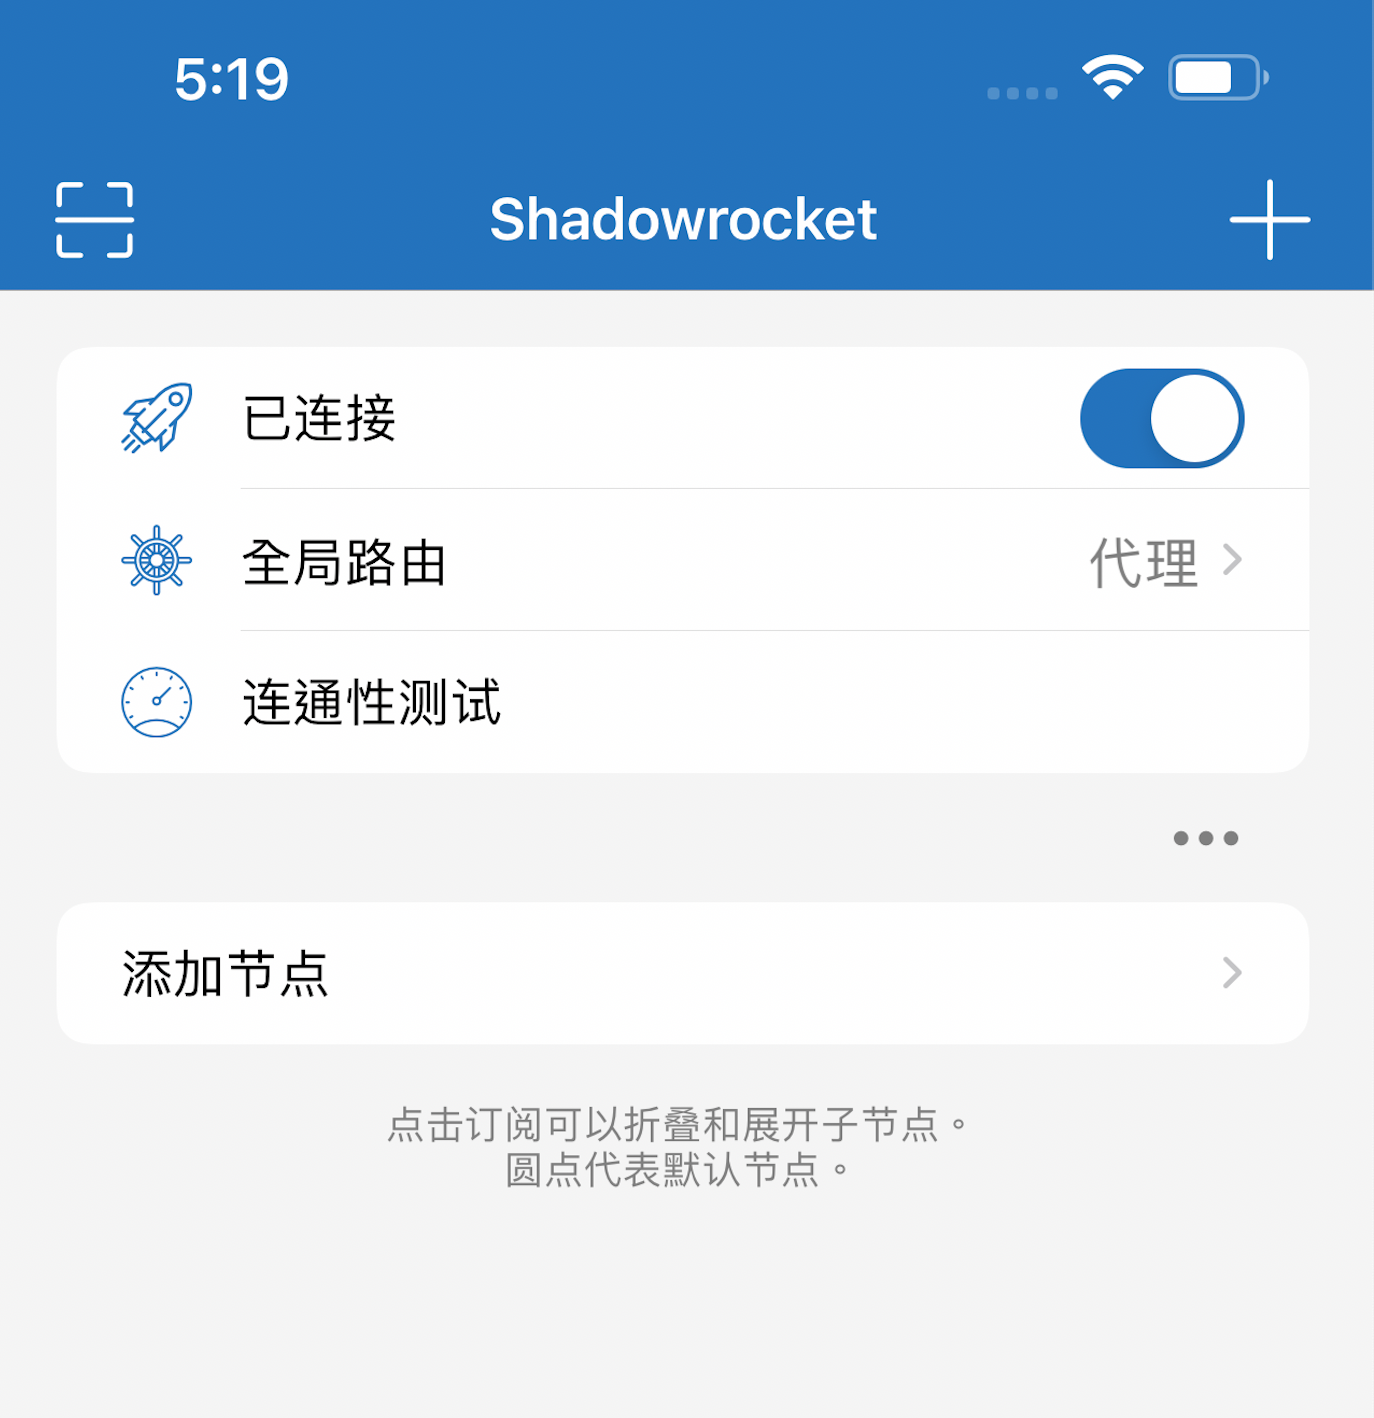 5:19
Shadowrocket
已连接
全局路由
代理
连通性测试
添加节点
点击订阅可以折叠和展开子节点。
圆点代表默认节点。